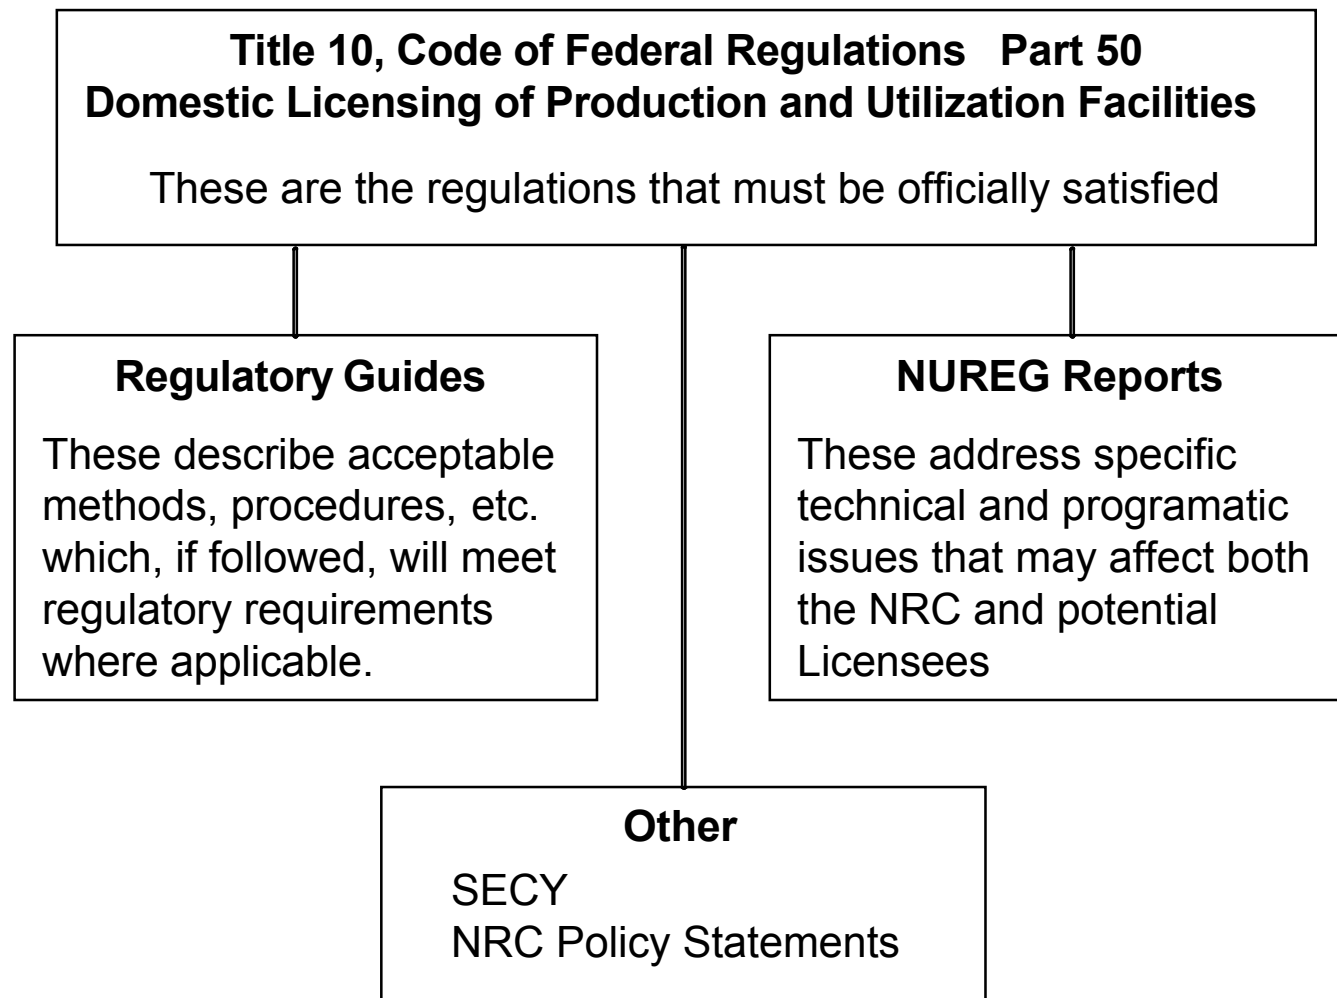 Title 10, Code of Federal Regulations   Part 50
Domestic Licensing of Production and Utilization Facilities
These are the regulations that must be officially satisfied
Regulatory Guides
These describe acceptable
methods, procedures, etc.
which, if followed, will meet
regulatory requirements
where applicable.
NUREG Reports
These address specific
technical and programatic
issues that may affect both
the NRC and potential
Licensees
Other
SECY
NRC Policy Statements